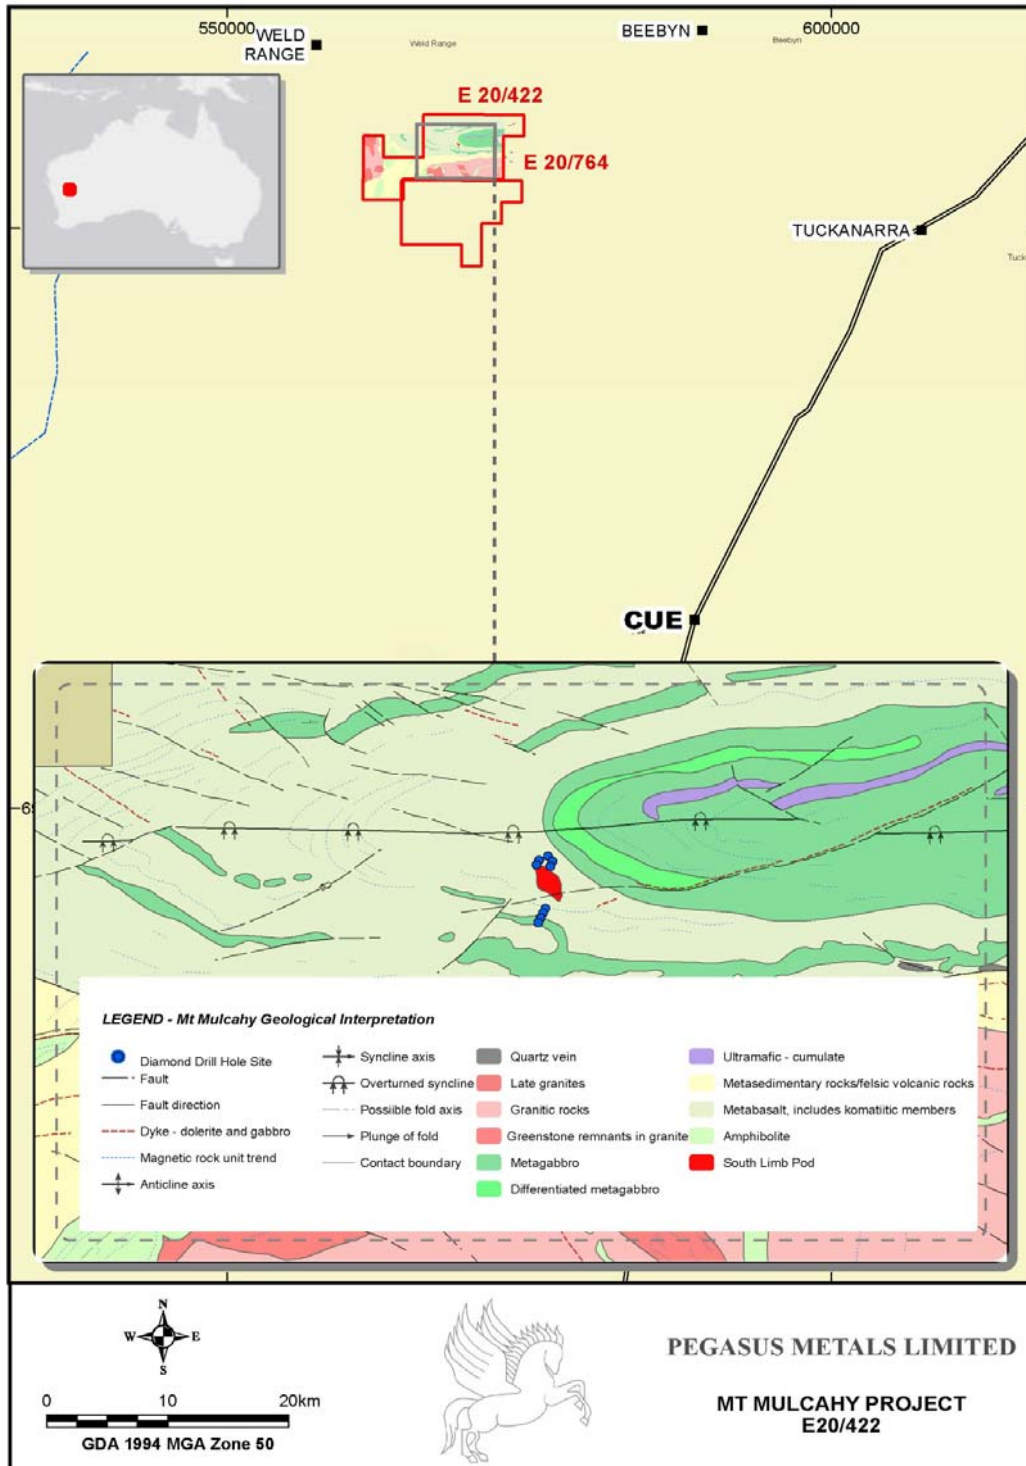 550000
600000
WELD
RANGE
Weld Range
BEEBYN
Beebyn
E 20/422
E 20/764
TUCKANARRA
Tuck
CUE
69
LEGEND - Mt Mulcahy Geological Interpretation
Diamond Drill Hole Site
Fault
Fault direction
Dyke - dolerite and gabbro
Magnetic rock unit trend
Anticline axis
Syncline axis
Overturned syncline
Possiible fold axis
Plunge of fold
Contact boundary
Quartz vein
Late granites
Granitic rocks
Greenstone remnants in granite
Metagabbro
Differentiated metagabbro
Ultramafic - cumulate
Metasedimentary rocks/felsic volcanic rocks
Metabasalt, includes komatiitic members
Amphibolite
South Limb Pod
N
W E
S
0 10 20km
GDA 1994 MGA Zone 50
PEGASUS METALS LIMITED
MT MULCAHY PROJECT
E20/422